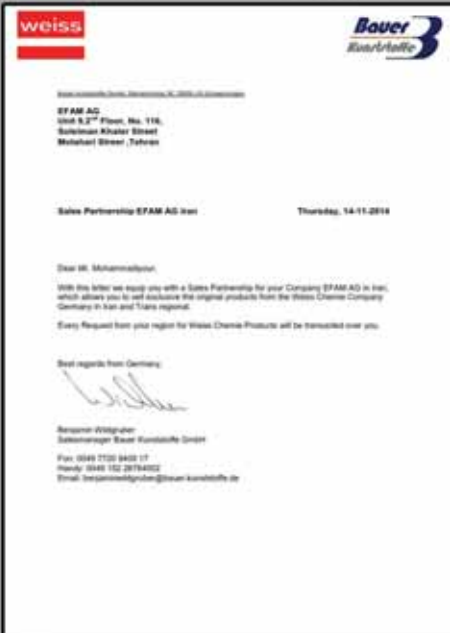 weiss
Bauer
Kunststoffe
EFAM AG
Unit 9,2nd Floor, No. 116,
Soleiman Khater Street
Motahari Streer ,Tehran
Sales Partnership EFAM AG Iran Thursday, 14-11-2014
Dear Mr. Mohammadpour,
With this letter we equip you with a Sales Partnership for your Company EFAM AG in Iran,
which allows you to sell exclusive the original products from the Weiss Chemie Company
Germany in Iran and Trans regional.
Every Request from your region for Weiss Chemie Products will be transacted over you.
Best regards from Germany,
Benjamin Wildgruber
Salesmanager Bauer Kunststoffe GmbH
Fon: 0049 7720 9400 17
Handy: 0049 152
Email: benjaminwildgruber@bauer-kunststoffe.de